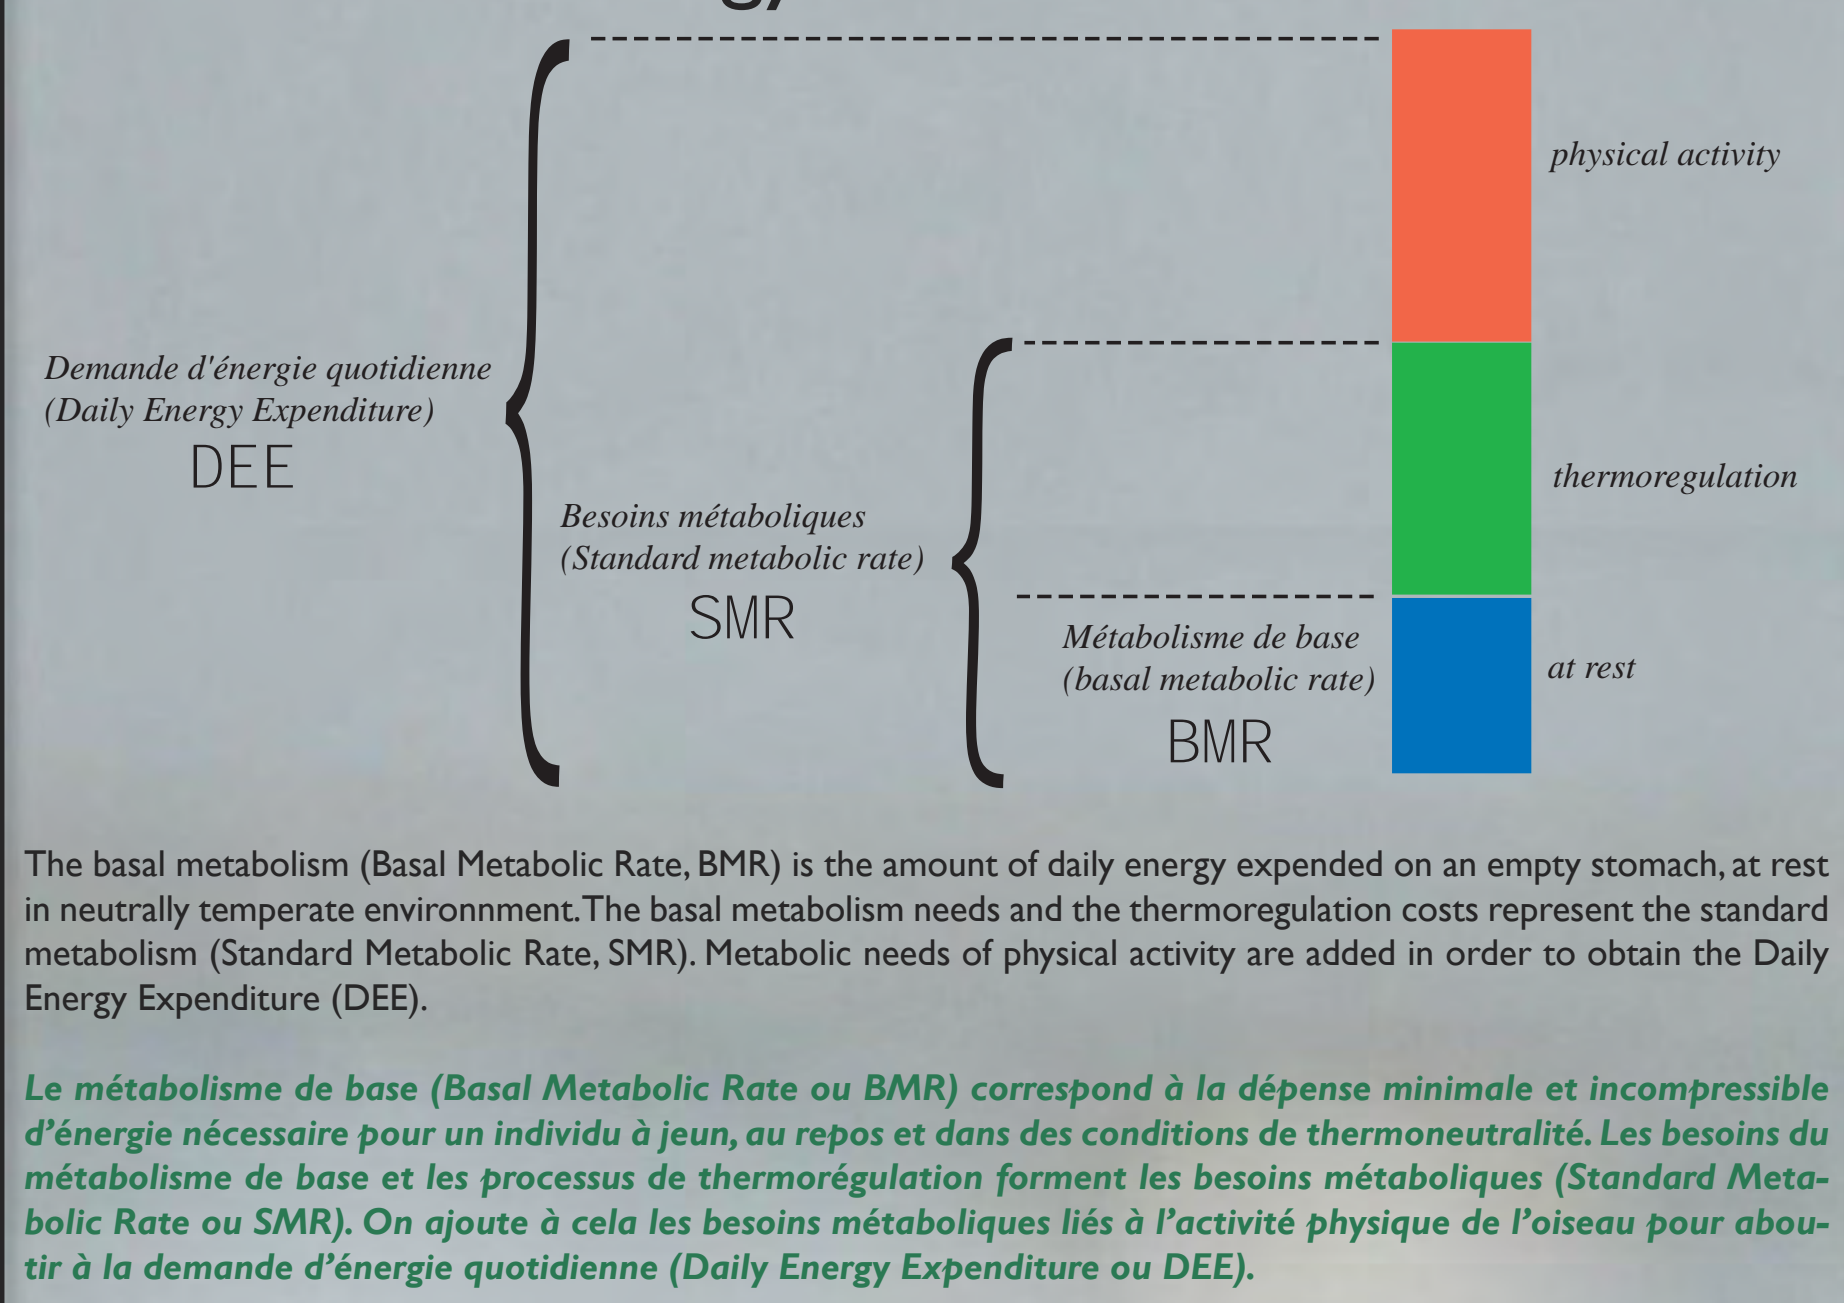 physical activity
Demande d'énergie quotidienne
(Daily Energy Expenditure)
DEE
thermoregulation
Besoins métaboliques
(Standard metabolic rate)
SMR
Métabolisme de base
(basal metabolic rate)
BMR
at rest
The basal metabolism (Basal Metabolic Rate, BMR) is the amount of daily energy expended on an empty stomach, at rest
in neutrally temperate environnment. The basal metabolism needs and the thermoregulation costs represent the standard
metabolism (Standard Metabolic Rate, SMR). Metabolic needs of physical activity are added in order to obtain the Daily
Energy Expenditure (DEE).
Le métabolisme de base (Basal Metabolic Rate ou BMR) correspond à la dépense minimale et incompressible
d’énergie nécessaire pour un individu à jeun, au repos et dans des conditions de thermoneutralité. Les besoins du
métabolisme de base et les processus de thermorégulation forment les besoins métaboliques (Standard Meta-
bolic Rate ou SMR). On ajoute à cela les besoins métaboliques liés à l’activité physique de l’oiseau pour abou-
tir à la demande d’énergie quotidienne (Daily Energy Expenditure ou DEE).